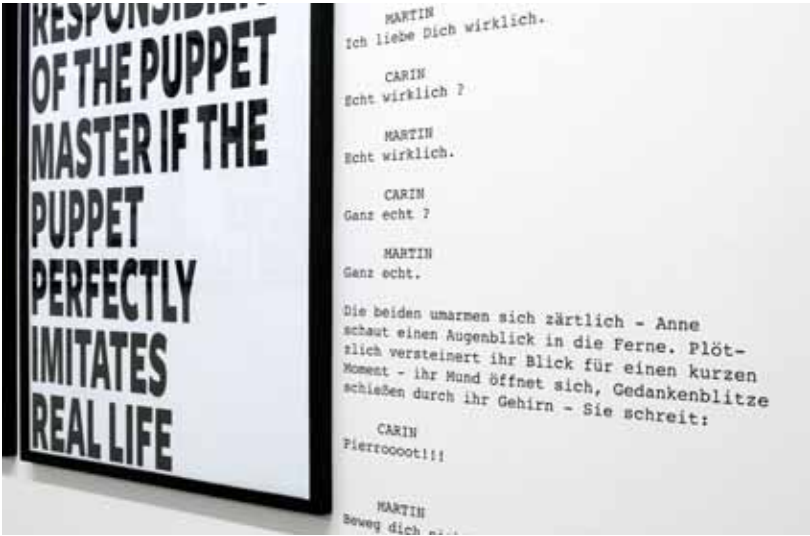 OF THE PUPPET
MASTER IF THE
PUPPET
PERFECTLY
IMITATES
REAL LIFE
MARTIN
Ich liebe Dich wirklich.
CARIN
Echt wirklich ?
MARTIN
Echt wirklich.
CARIN
Ganz echt ?
MARTIN
Ganz echt.
Die beiden umarmen sich zärtlich - Anne
schaut einen Augenblick in die Ferne. Plöt-
zlich versteinert ihr Blick für einen kurzen
Moment - ihr Mund öffnet sich, Gedankenblitze
schießen durch ihr Gehirn - Sie schreit:
CARIN
Pierroooot!!!
MARTIN
Beweg dich